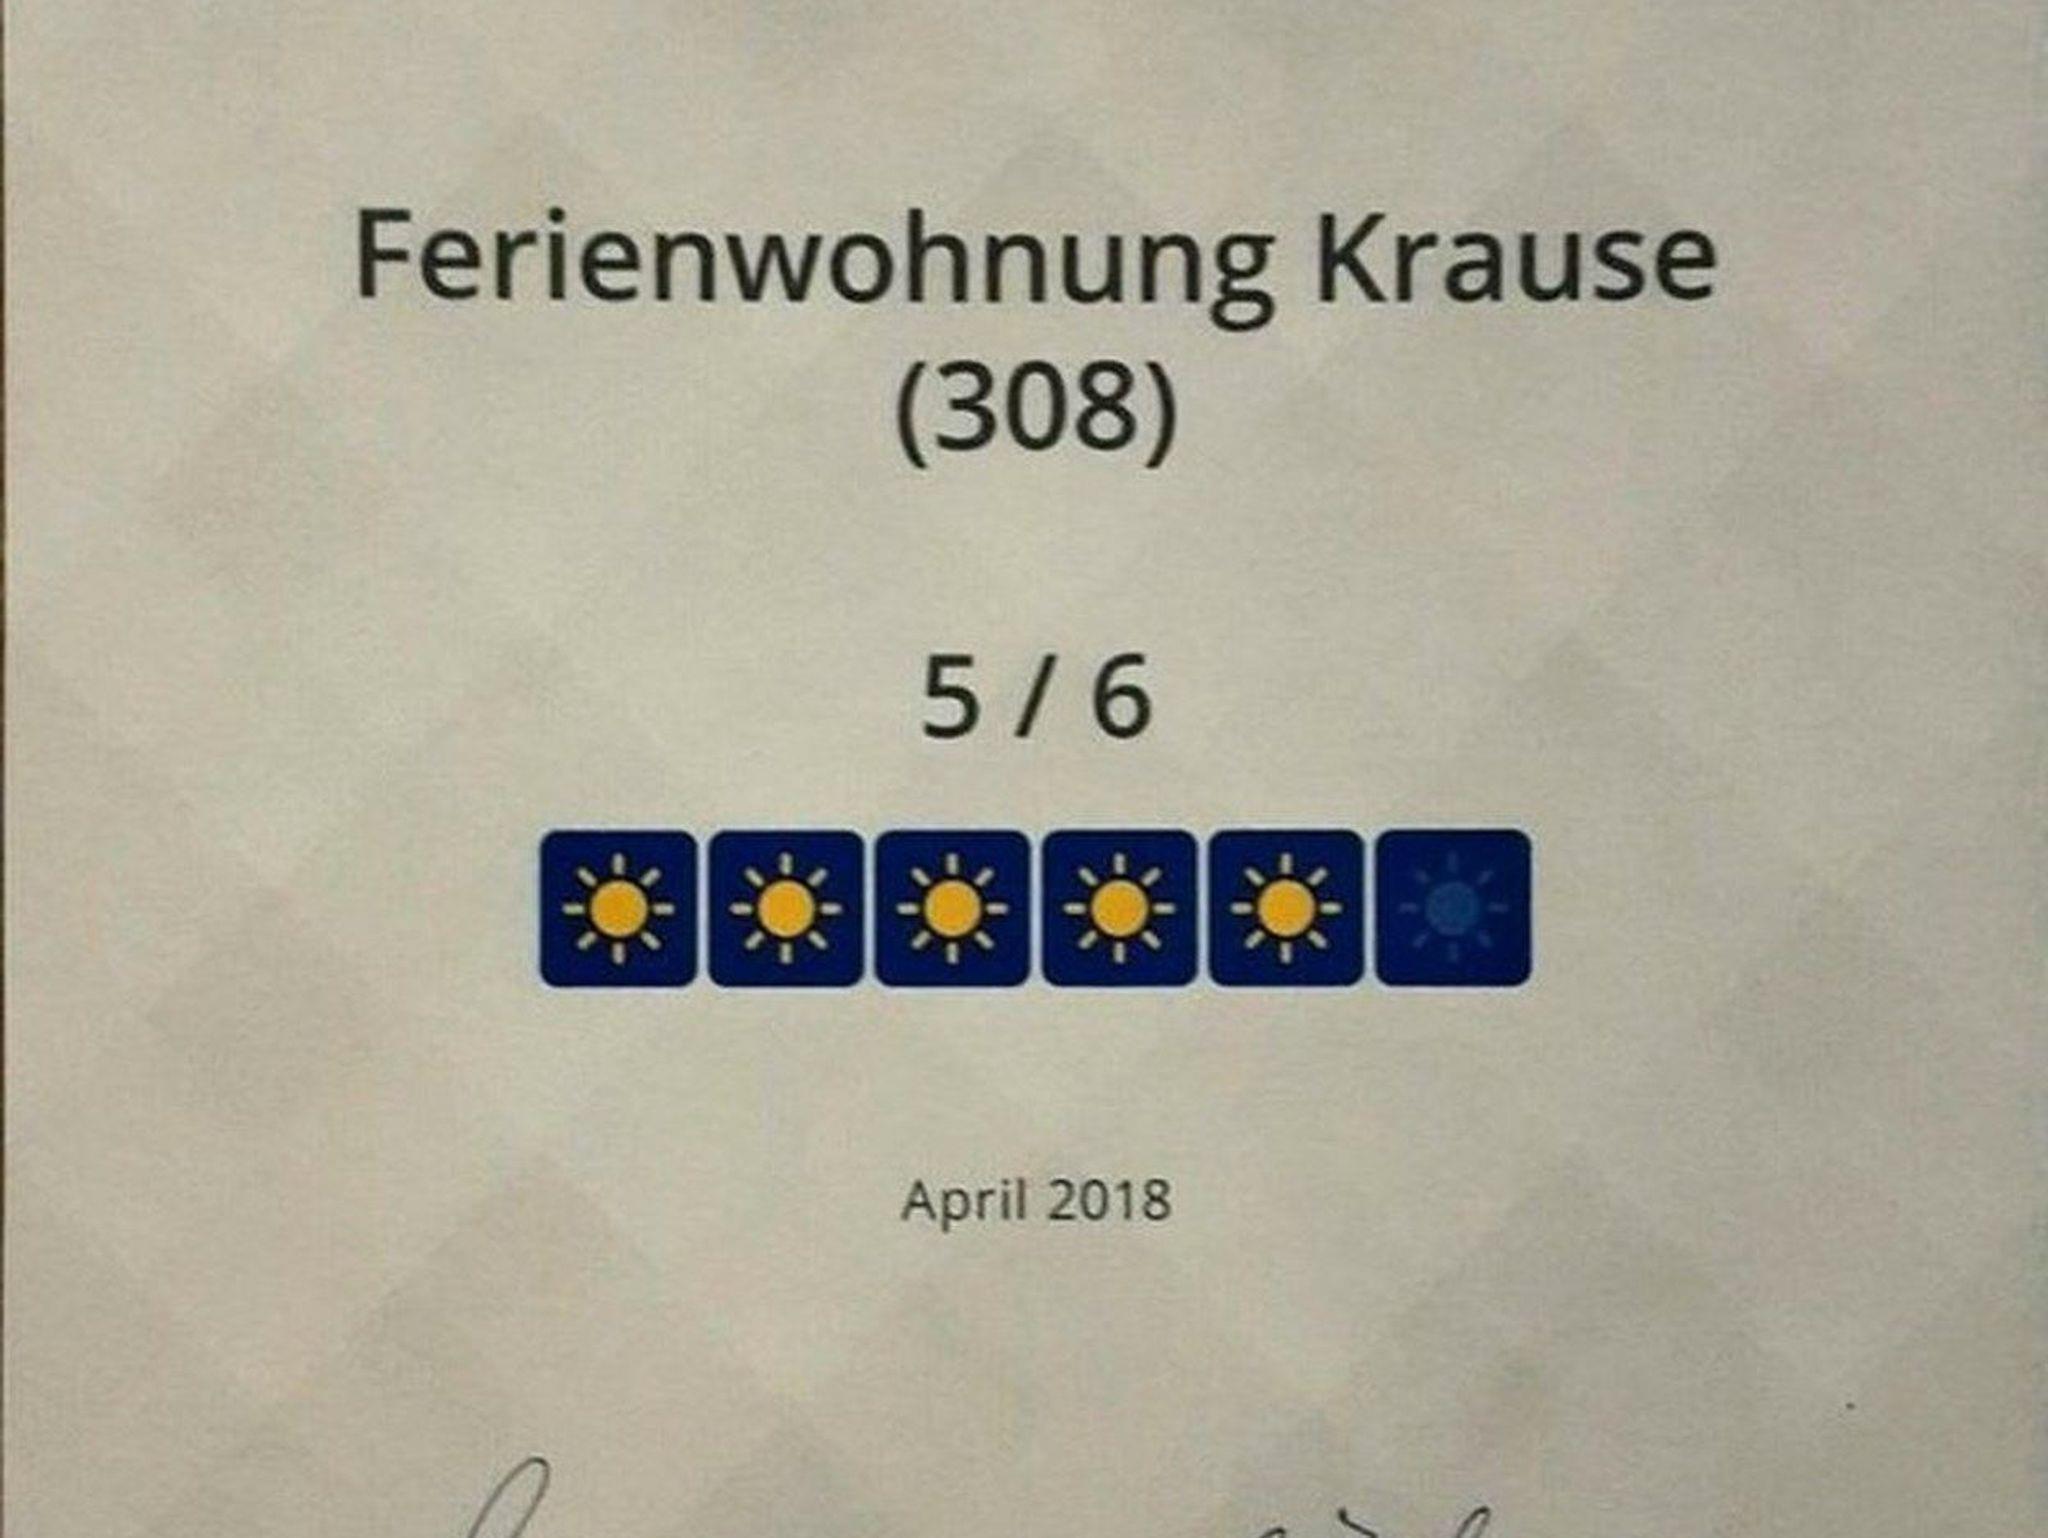 Ferienwohnung Krause
(308)
5 / 6
April 2018